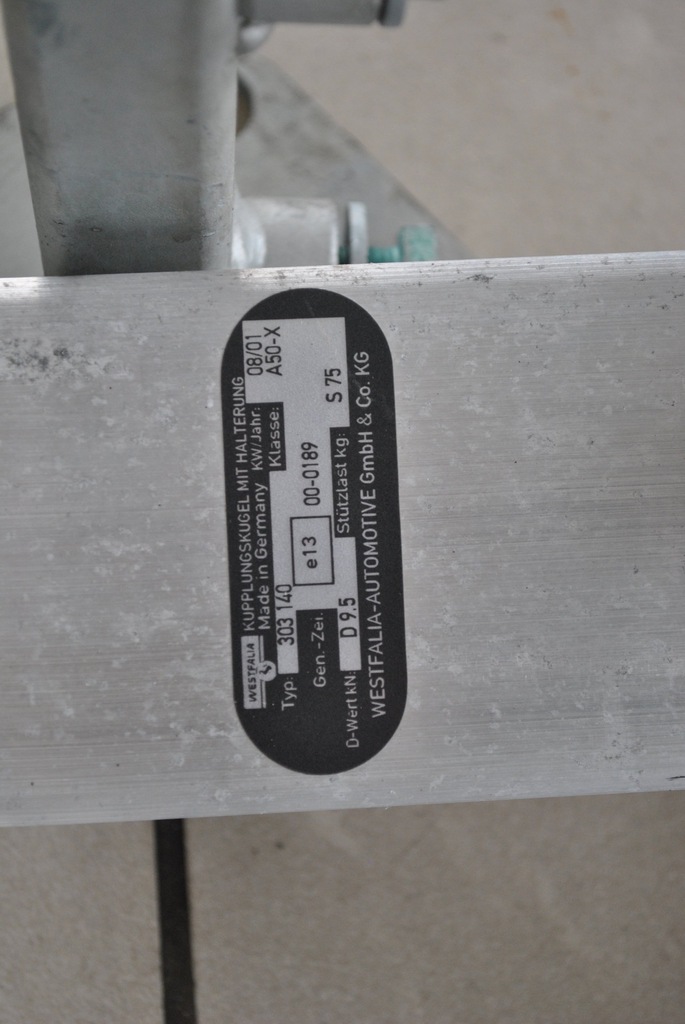 WESTFALIA
KUPPLUNGSKUGEL MIT HALTERUNG
Made in Germany KW/Jahr: 08/01
Typ: 303 140 Klasse: A50-X
Gen.-Zei. e13 00-0189
D-Wert kN: D 9.5 Stützlast kg: S 75
WESTFALIA-AUTOMOTIVE GmbH & Co. KG